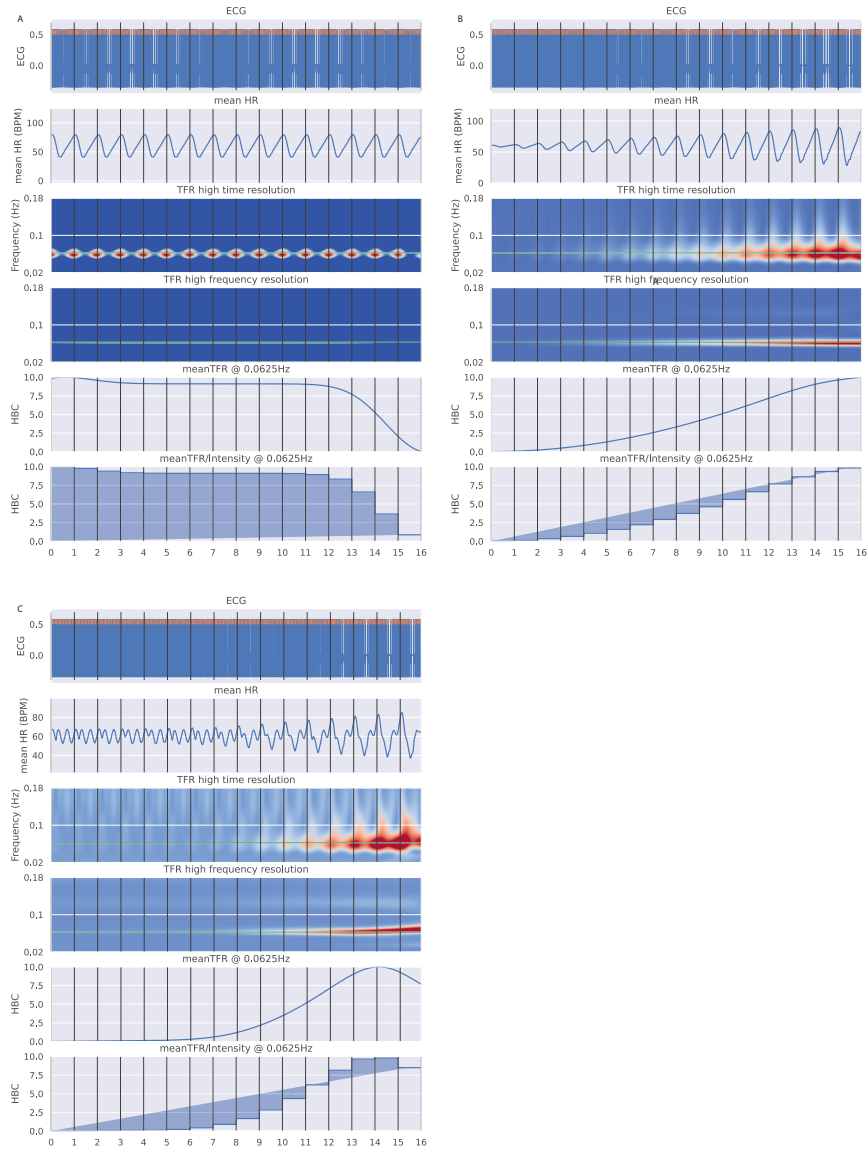 A
ECG
0.5
0.0
ECG
mean HR
100
50
0
mean HR (BPM)
TFR high time resolution
0.18
0.1
0.02
Frequency (Hz)
TFR high frequency resolution
0.18
0.1
0.02
meanTFR @ 0.0625Hz
10.0
7.5
5.0
2.5
0.0
HBC
meanTFR/Intensity @ 0.0625Hz
10.0
7.5
5.0
2.5
0.0
HBC
0 1 2 3 4 5 6 7 8 9 10 11 12 13 14 15 16
B
ECG
0.5
0.0
ECG
mean HR
100
50
0
mean HR (BPM)
TFR high time resolution
0.18
0.1
0.02
Frequency (Hz)
A
TFR high frequency resolution
0.18
0.1
0.02
meanTFR @ 0.0625Hz
10.0
7.5
5.0
2.5
0.0
HBC
meanTFR/Intensity @ 0.0625Hz
10.0
7.5
5.0
2.5
0.0
HBC
0 1 2 3 4 5 6 7 8 9 10 11 12 13 14 15 16
C
ECG
0.5
0.0
ECG
mean HR
80
60
40
mean HR (BPM)
TFR high time resolution
0.18
0.1
0.02
Frequency (Hz)
TFR high frequency resolution
0.18
0.1
0.02
meanTFR @ 0.0625Hz
10.0
7.5
5.0
2.5
0.0
HBC
meanTFR/Intensity @ 0.0625Hz
10.0
7.5
5.0
2.5
0.0
HBC
0 1 2 3 4 5 6 7 8 9 10 11 12 13 14 15 16